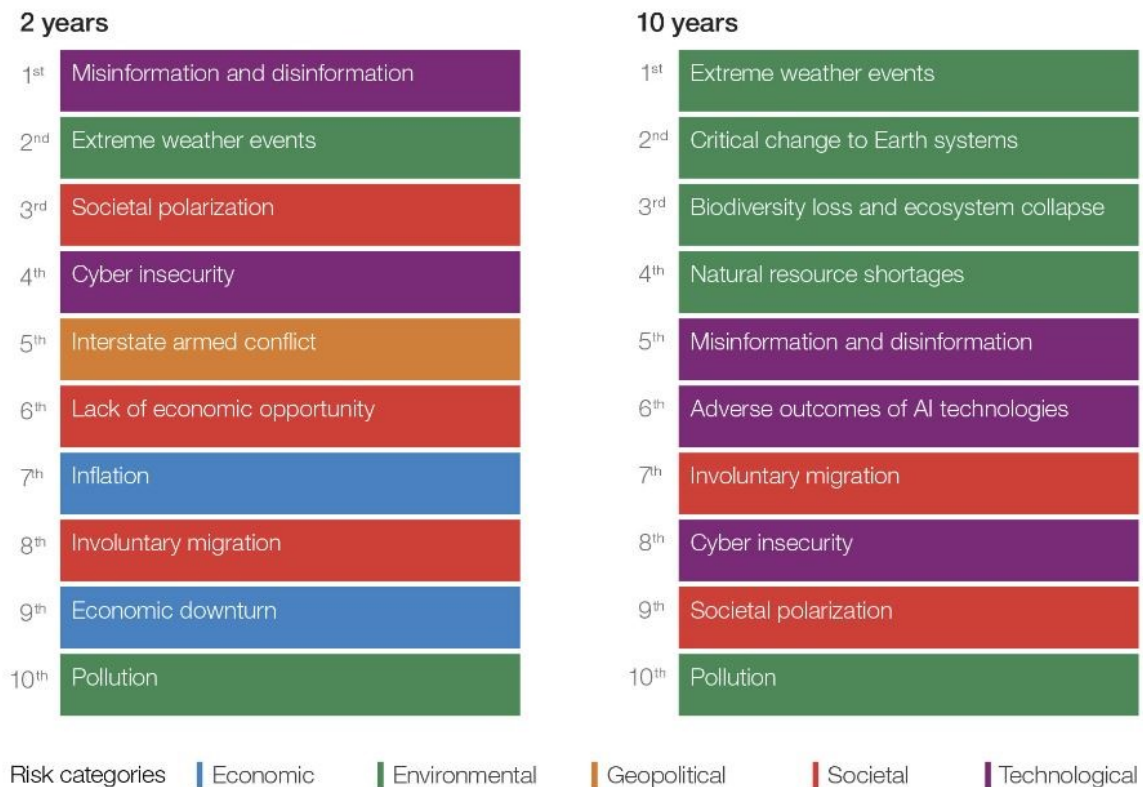 2 years
1st Misinformation and disinformation
2nd Extreme weather events
3rd Societal polarization
4th Cyber insecurity
5th Interstate armed conflict
6th Lack of economic opportunity
7th Inflation
8th Involuntary migration
9th Economic downturn
10th Pollution
10 years
1st Extreme weather events
2nd Critical change to Earth systems
3rd Biodiversity loss and ecosystem collapse
4th Natural resource shortages
5th Misinformation and disinformation
6th Adverse outcomes of AI technologies
7th Involuntary migration
8th Cyber insecurity
9th Societal polarization
10th Pollution
Risk categories Economic Environmental Geopolitical Societal Technological